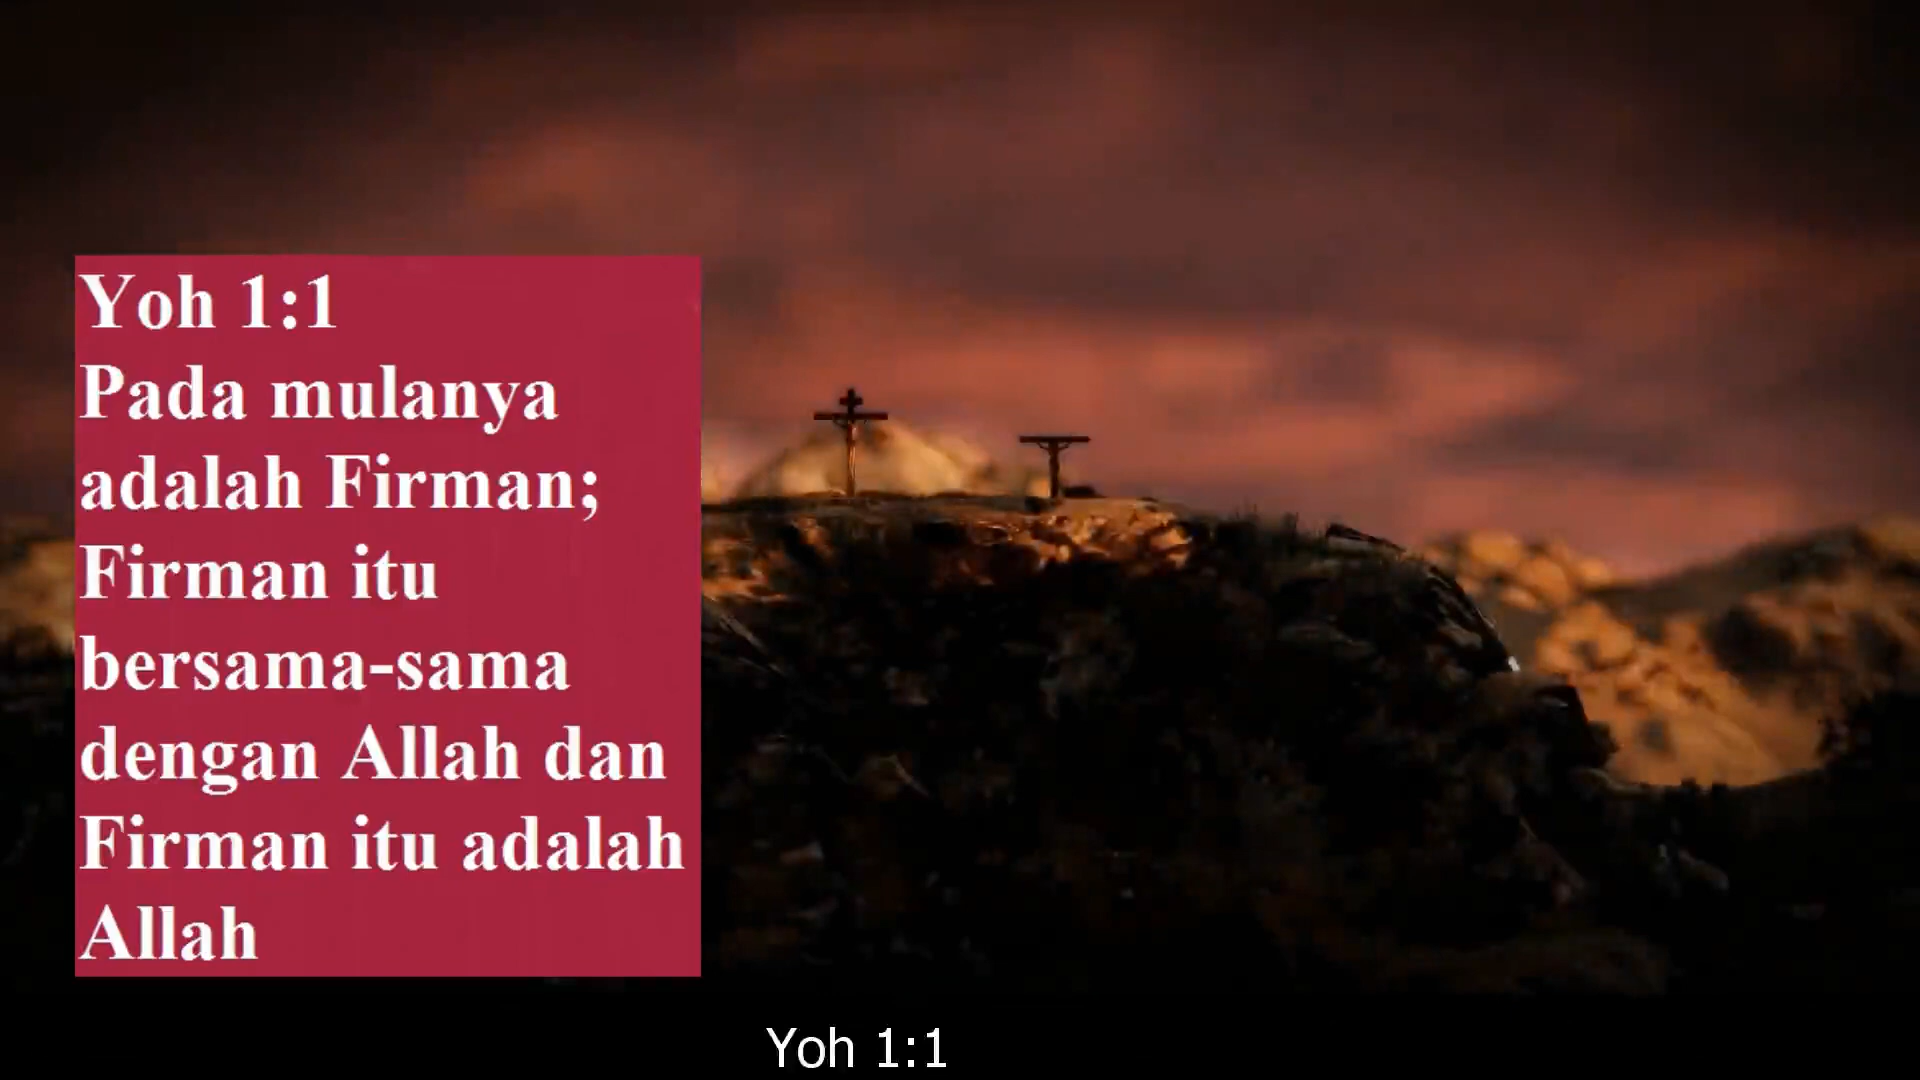 Yoh 1:1
Pada mulanya
adalah Firman;
Firman itu
bersama-sama
dengan Allah dan
Firman itu adalah
Allah
Yoh 1:1